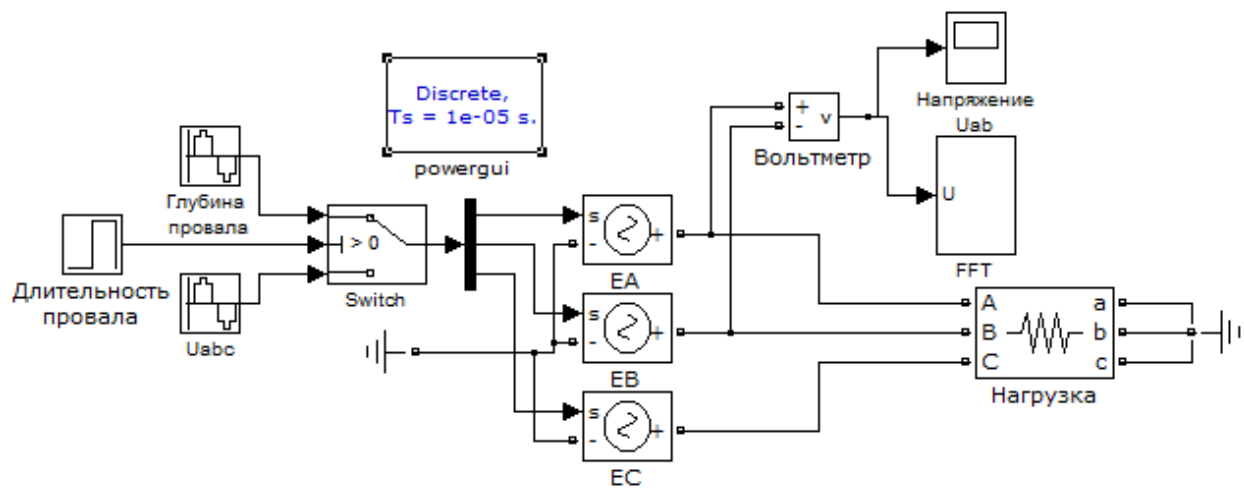 Discrete,
Ts = 1e-05 s.
powergui
Напряжение
Uab
+
-
v
Вольтметр
U
FFT
Глубина
провала
> 0
Switch
Длительность
провала
Uabc
s
-
+
EA
s
-
+
EB
s
-
+
EC
A
B
C
a
b
c
Нагрузка